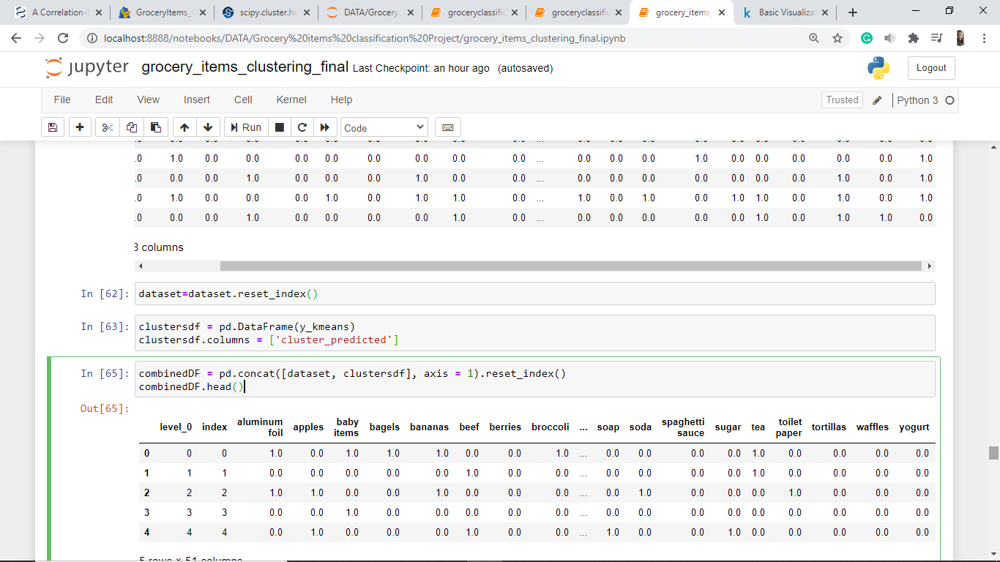 A Correlation-
GroceryItems_
scipy.cluster.hi
DATA/Grocery
groceryclassific
groceryclassific
grocery_items_
Basic Visualiza
localhost:8888/notebooks/DATA/Grocery%20items%20classification%20Project/grocery_items_clustering_final.ipynb
jupyter grocery_items_clustering_final Last Checkpoint: an hour ago (autosaved)
Logout
File Edit View Insert Cell Kernel Help
Trusted Python 3
Run Code
.0 1.0 0.0 0.0 0.0 0.0 0.0 0.0 0.0 0.0 ... 0.0 0.0 0.0 1.0 0.0 0.0 0.0 0.0 0.0 1.0
.0 0.0 0.0 1.0 0.0 0.0 0.0 1.0 0.0 0.0 ... 0.0 0.0 0.0 0.0 0.0 0.0 0.0 1.0 0.0 1.0
.0 1.0 0.0 0.0 0.0 1.0 0.0 1.0 1.0 0.0 ... 1.0 0.0 1.0 0.0 1.0 1.0 0.0 1.0 0.0 1.0
.0 0.0 0.0 1.0 0.0 0.0 0.0 0.0 1.0 0.0 ... 0.0 0.0 0.0 0.0 0.0 1.0 0.0 1.0 1.0 0.0
3 columns
In [62]: dataset=dataset.reset_index()
In [63]: clustersdf = pd.DataFrame(y_kmeans)
clustersdf.columns = ['cluster_predicted']
In [65]: combinedDF = pd.concat([dataset, clustersdf], axis = 1).reset_index()
combinedDF.head()
Out[65]:
level_0 index aluminum foil apples baby items bagels bananas beef berries broccoli ... soap soda spaghetti sauce sugar tea toilet paper tortillas waffles yogurt
0 0 0 1.0 0.0 1.0 1.0 1.0 0.0 0.0 1.0 ... 0.0 0.0 0.0 0.0 1.0 0.0 0.0 0.0 0.0
1 1 1 0.0 0.0 0.0 0.0 0.0 1.0 0.0 0.0 ... 0.0 0.0 0.0 0.0 1.0 0.0 0.0 0.0 0.0
2 2 2 1.0 1.0 0.0 0.0 1.0 0.0 0.0 0.0 ... 0.0 1.0 0.0 0.0 0.0 1.0 0.0 0.0 0.0
3 3 3 0.0 0.0 1.0 0.0 0.0 0.0 0.0 0.0 ... 0.0 0.0 0.0 0.0 0.0 0.0 0.0 0.0 0.0
4 4 4 0.0 1.0 0.0 0.0 0.0 1.0 0.0 0.0 ... 1.0 0.0 0.0 1.0 0.0 0.0 0.0 0.0 0.0
5 rows × 51 columns